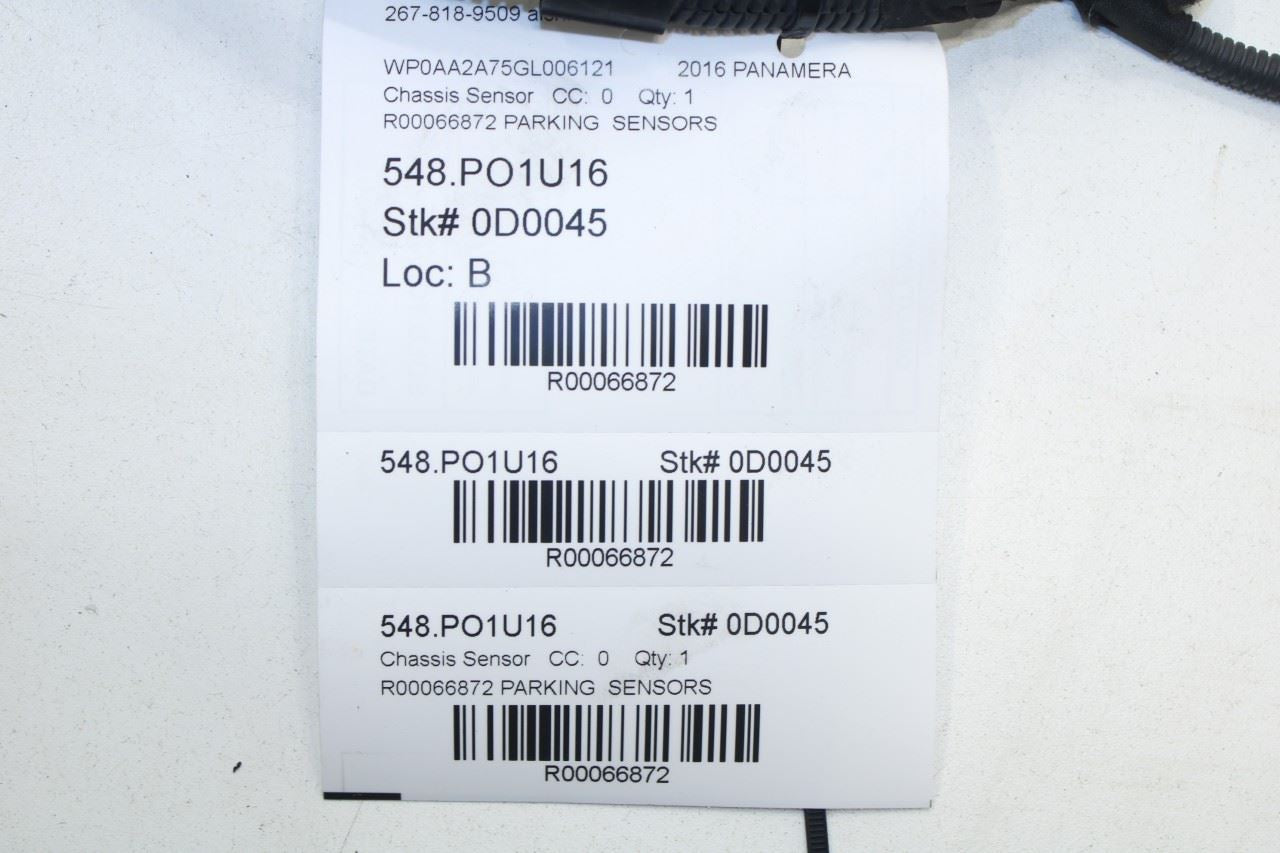 267-818-9509
WP0AA2A75GL006121 2016 PANAMERA
Chassis Sensor CC: 0 Qty: 1
R00066872 PARKING SENSORS
548.PO1U16
Stk# 0D0045
Loc: B
R00066872
548.PO1U16 Stk# 0D0045
R00066872
548.PO1U16 Stk# 0D0045
Chassis Sensor CC: 0 Qty: 1
R00066872 PARKING SENSORS
R00066872